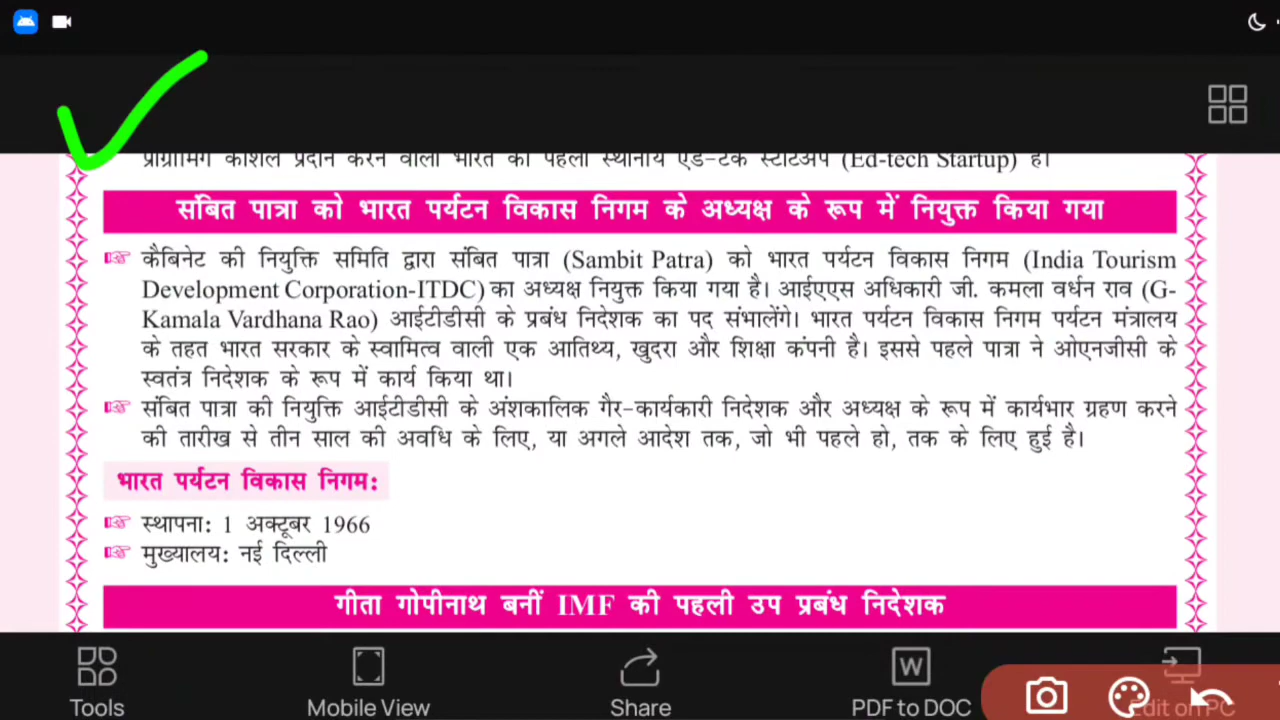 प्रोग्रामिंग कौशल प्रदान करने वाला भारत का पहला स्थानीय एड-टेक स्टार्टअप (Ed-tech Startup) है।
संबित पात्रा को भारत पर्यटन विकास निगम के अध्यक्ष के रूप में नियुक्त किया गया
कैबिनेट की नियुक्ति समिति द्वारा संबित पात्रा (Sambit Patra) को भारत पर्यटन विकास निगम (India Tourism
Development Corporation-ITDC) का अध्यक्ष नियुक्त किया गया है। आईएएस अधिकारी जी. कमला वर्धन राव (G-
Kamala Vardhana Rao) आईटीडीसी के प्रबंध निदेशक का पद संभालेंगे। भारत पर्यटन विकास निगम पर्यटन मंत्रालय
के तहत भारत सरकार के स्वामित्व वाली एक आतिथ्य, खुदरा और शिक्षा कंपनी है। इससे पहले पात्रा ने ओएनजीसी के
स्वतंत्र निदेशक के रूप में कार्य किया था।
संबित पात्रा की नियुक्ति आईटीडीसी के अंशकालिक गैर-कार्यकारी निदेशक और अध्यक्ष के रूप में कार्यभार ग्रहण करने
की तारीख से तीन साल की अवधि के लिए, या अगले आदेश तक, जो भी पहले हो, तक के लिए हुई है।
भारत पर्यटन विकास निगम:
स्थापना: 1 अक्टूबर 1966
मुख्यालय: नई दिल्ली
गीता गोपीनाथ बनीं IMF की पहली उप प्रबंध निदेशक
Tools
Mobile View
Share
PDF to DOC
Edit on PC